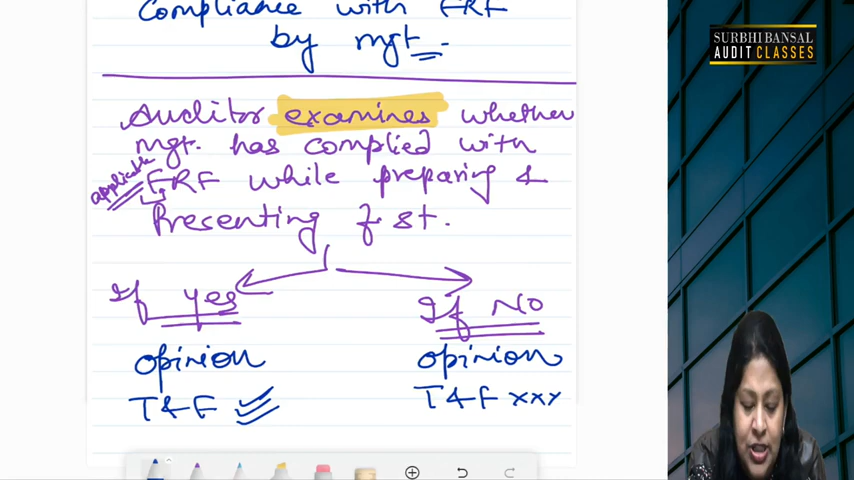 Compliance with FRF
by mgt.
SURBHI BANSAL
AUDIT CLASSES
Auditor examines whether
mgt. has complied with
applicable FRF while preparing &
Presenting f. st.
If yes
If No
opinion
opinion
T & F
T & F xxx